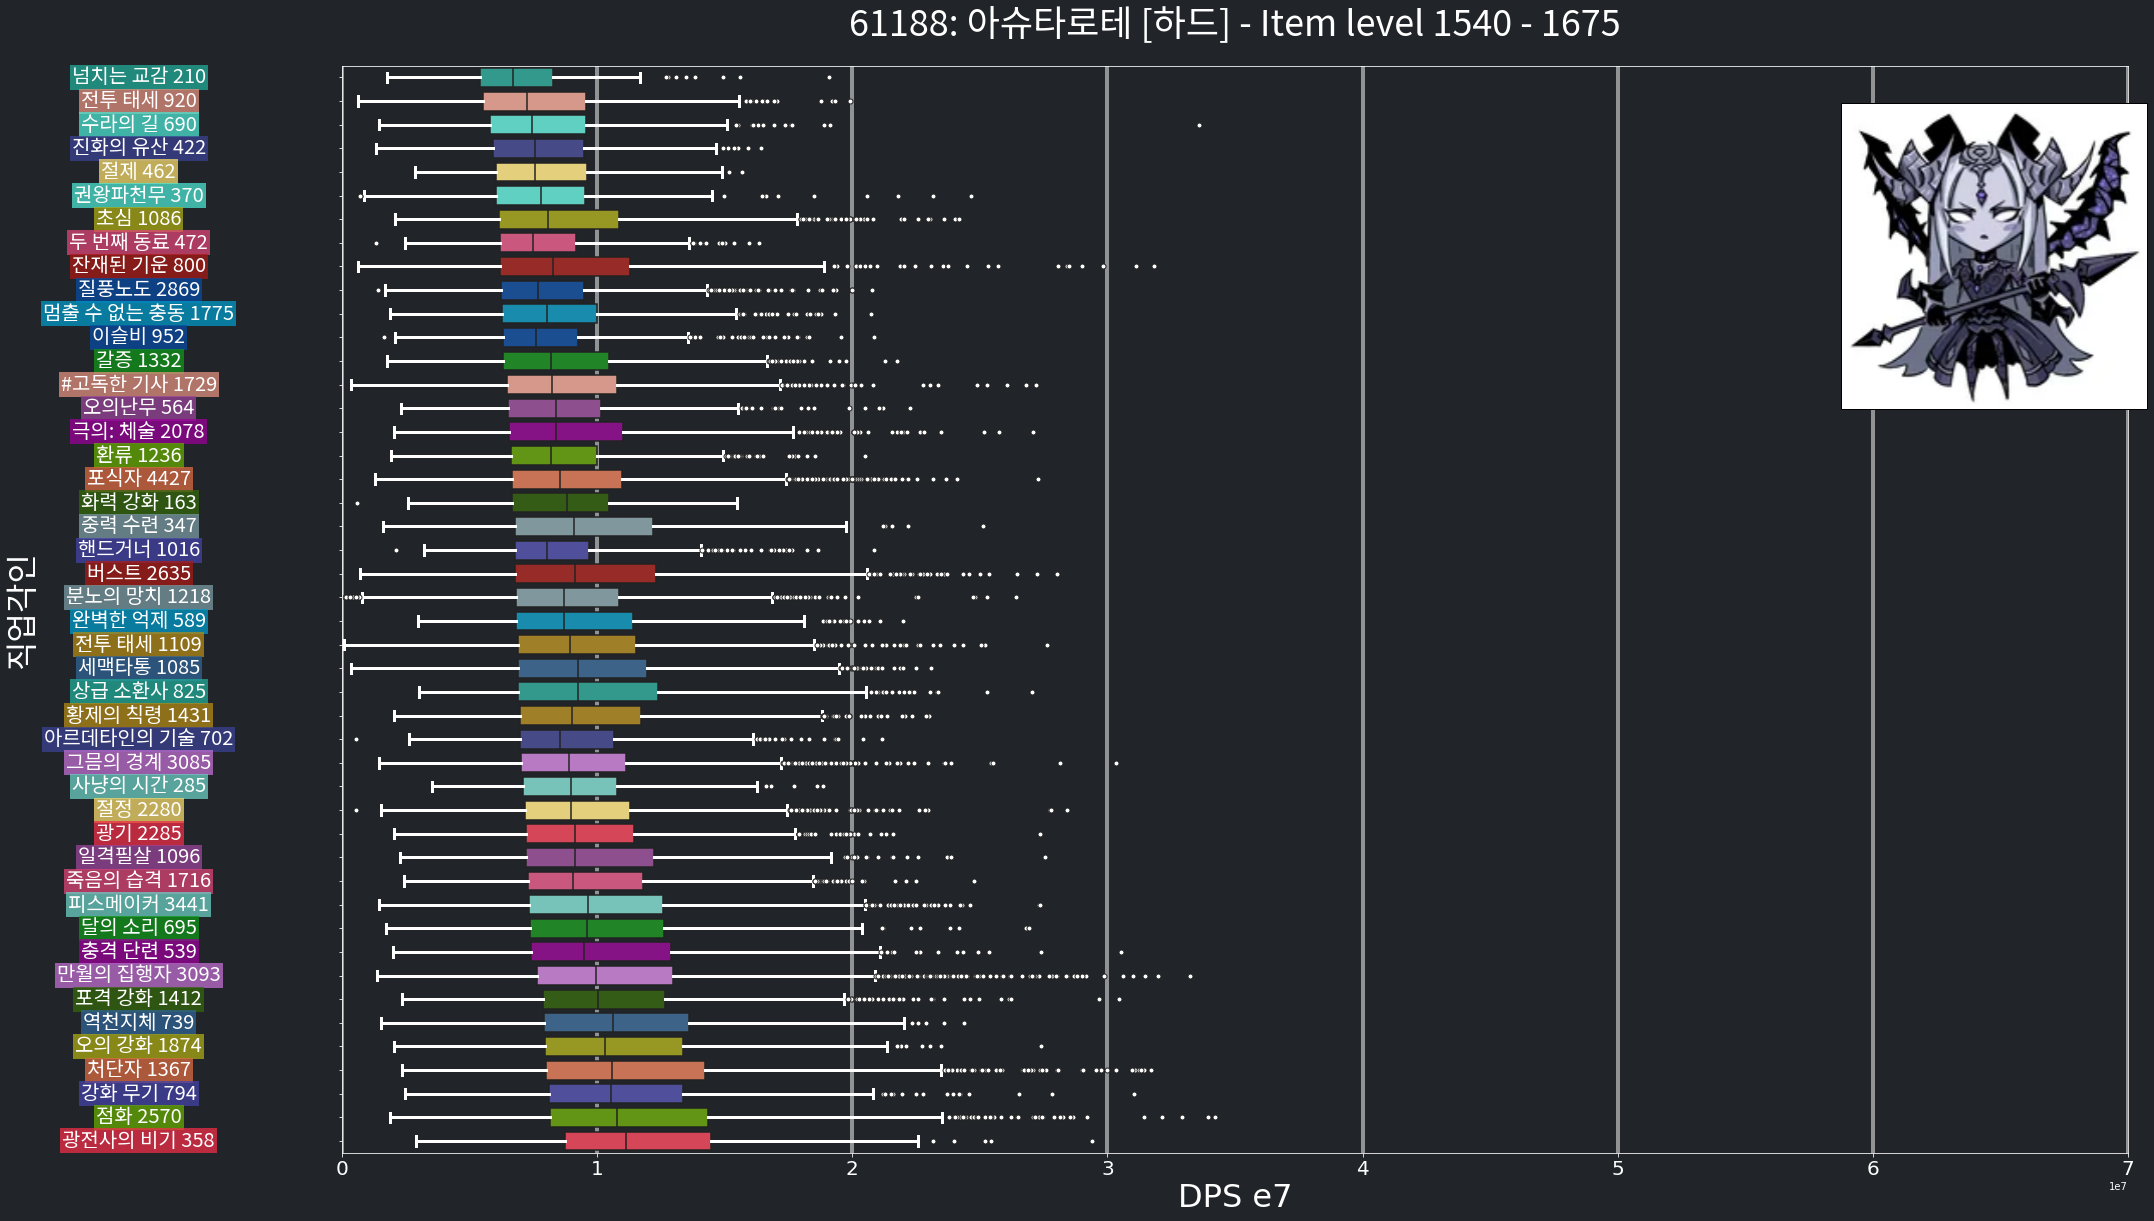 61188: 아슈타로테 [하드] - Item level 1540 - 1675
직업각인
넘치는 교감 210
전투 태세 920
수라의 길 690
진화의 유산 422
절제 462
권왕파천무 370
초심 1086
두 번째 동료 472
잔재된 기운 800
질풍노도 2869
멈출 수 없는 충동 1775
이슬비 952
갈증 1332
#고독한 기사 1729
오의난무 564
극의: 체술 2078
환류 1236
포식자 4427
화력 강화 163
중력 수련 347
핸드거너 1016
버스트 2635
분노의 망치 1218
완벽한 억제 589
전투 태세 1109
세맥타통 1085
상급 소환사 825
황제의 칙령 1431
아르데타인의 기술 702
그믐의 경계 3085
사냥의 시간 285
절정 2280
광기 2285
일격필살 1096
죽음의 습격 1716
피스메이커 3441
달의 소리 695
충격 단련 539
만월의 집행자 3093
포격 강화 1412
역천지체 739
오의 강화 1874
처단자 1367
강화 무기 794
점화 2570
광전사의 비기 358
0 1 2 3 4 5 6 7
1e7
DPS e7